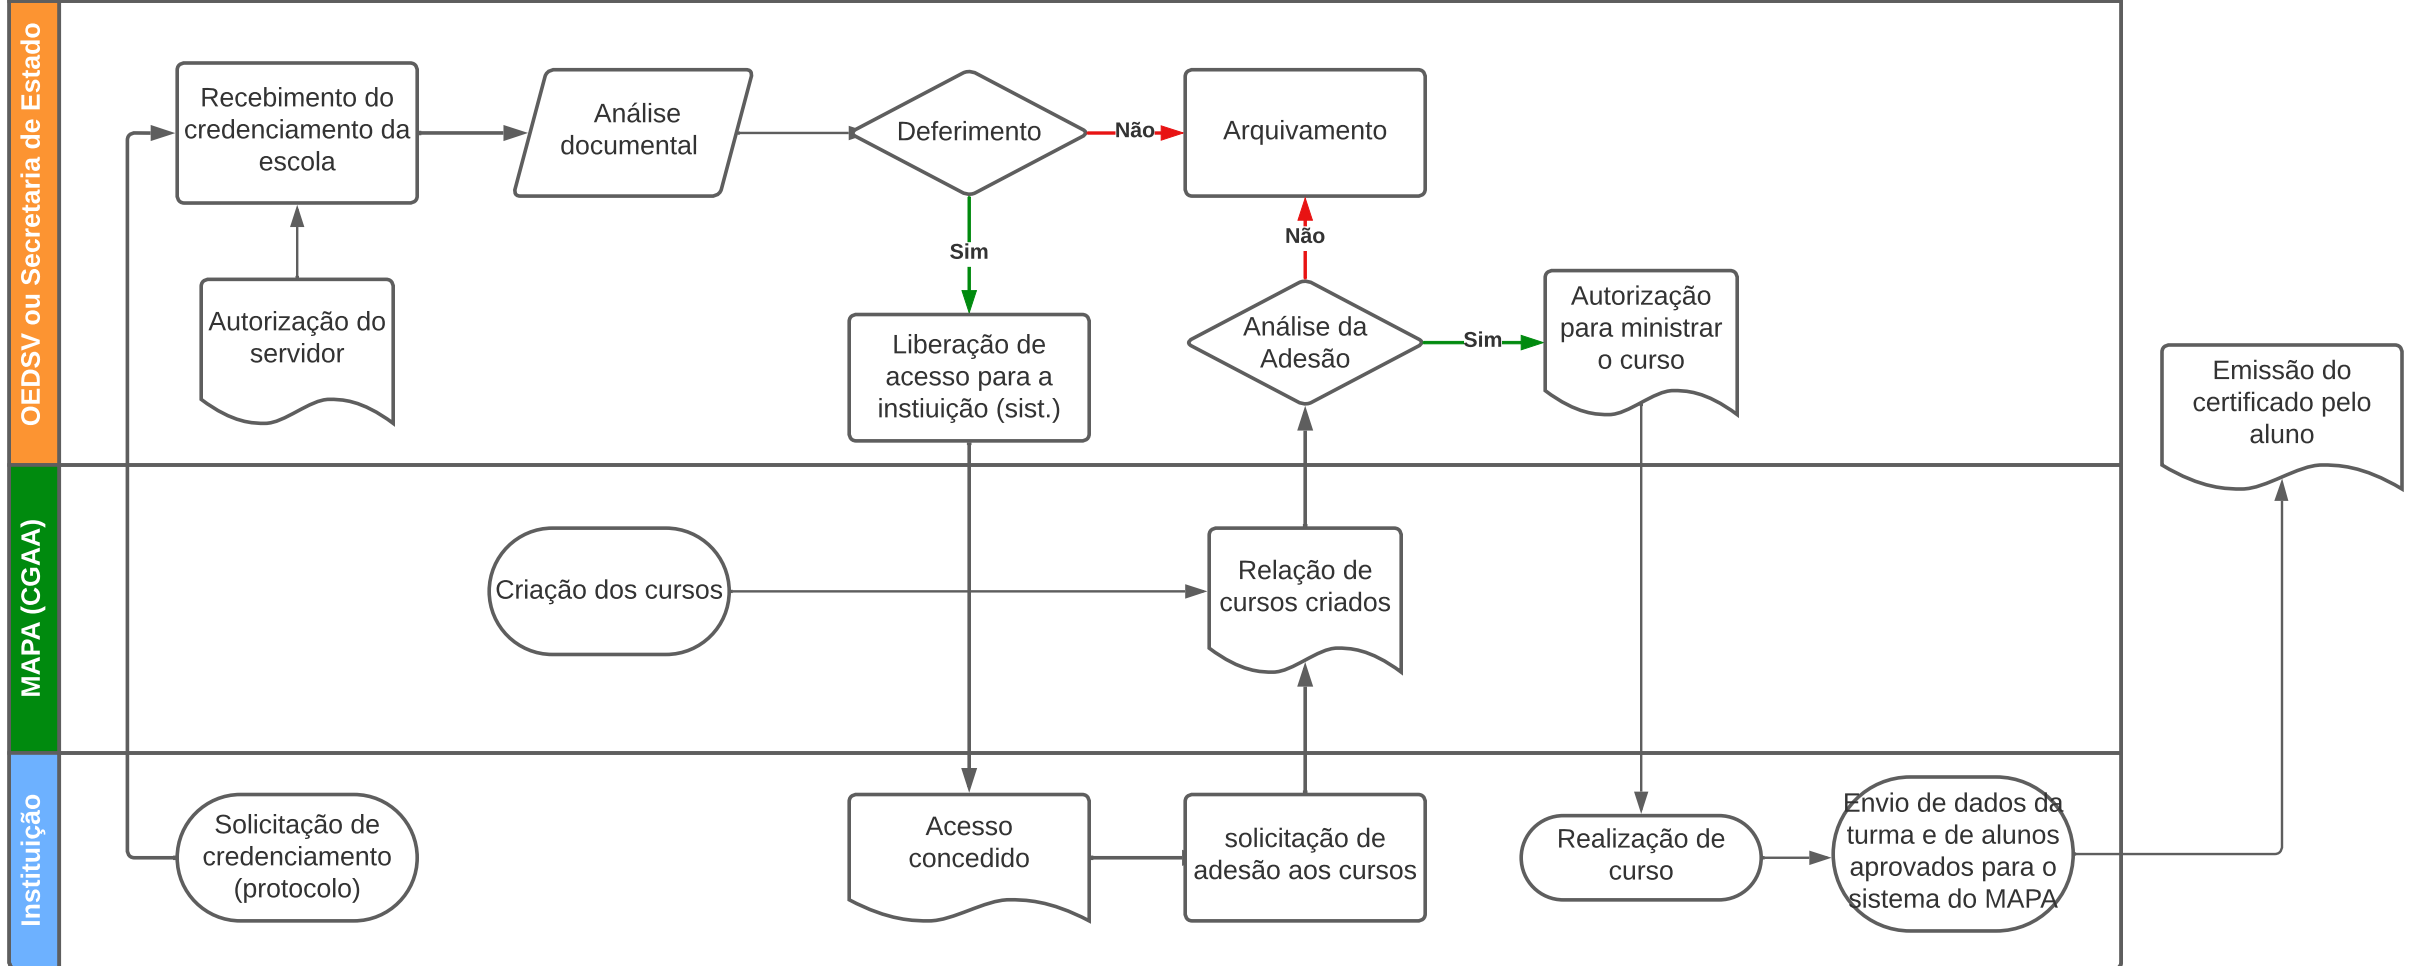 OEDSV ou Secretaria de Estado
Recebimento do
credenciamento da
escola
Análise
documental
Deferimento
Não
Arquivamento
Autorização do
servidor
Sim
Liberação de
acesso para a
instiuição (sist.)
Não
Análise da
Adesão
Sim
Autorização
para ministrar
o curso
Emissão do
certificado pelo
aluno
MAPA (CGAA)
Criação dos cursos
Relação de
cursos criados
Instituição
Solicitação de
credenciamento
(protocolo)
Acesso
concedido
solicitação de
adesão aos cursos
Realização de
curso
Envio de dados da
turma e de alunos
aprovados para o
sistema do MAPA